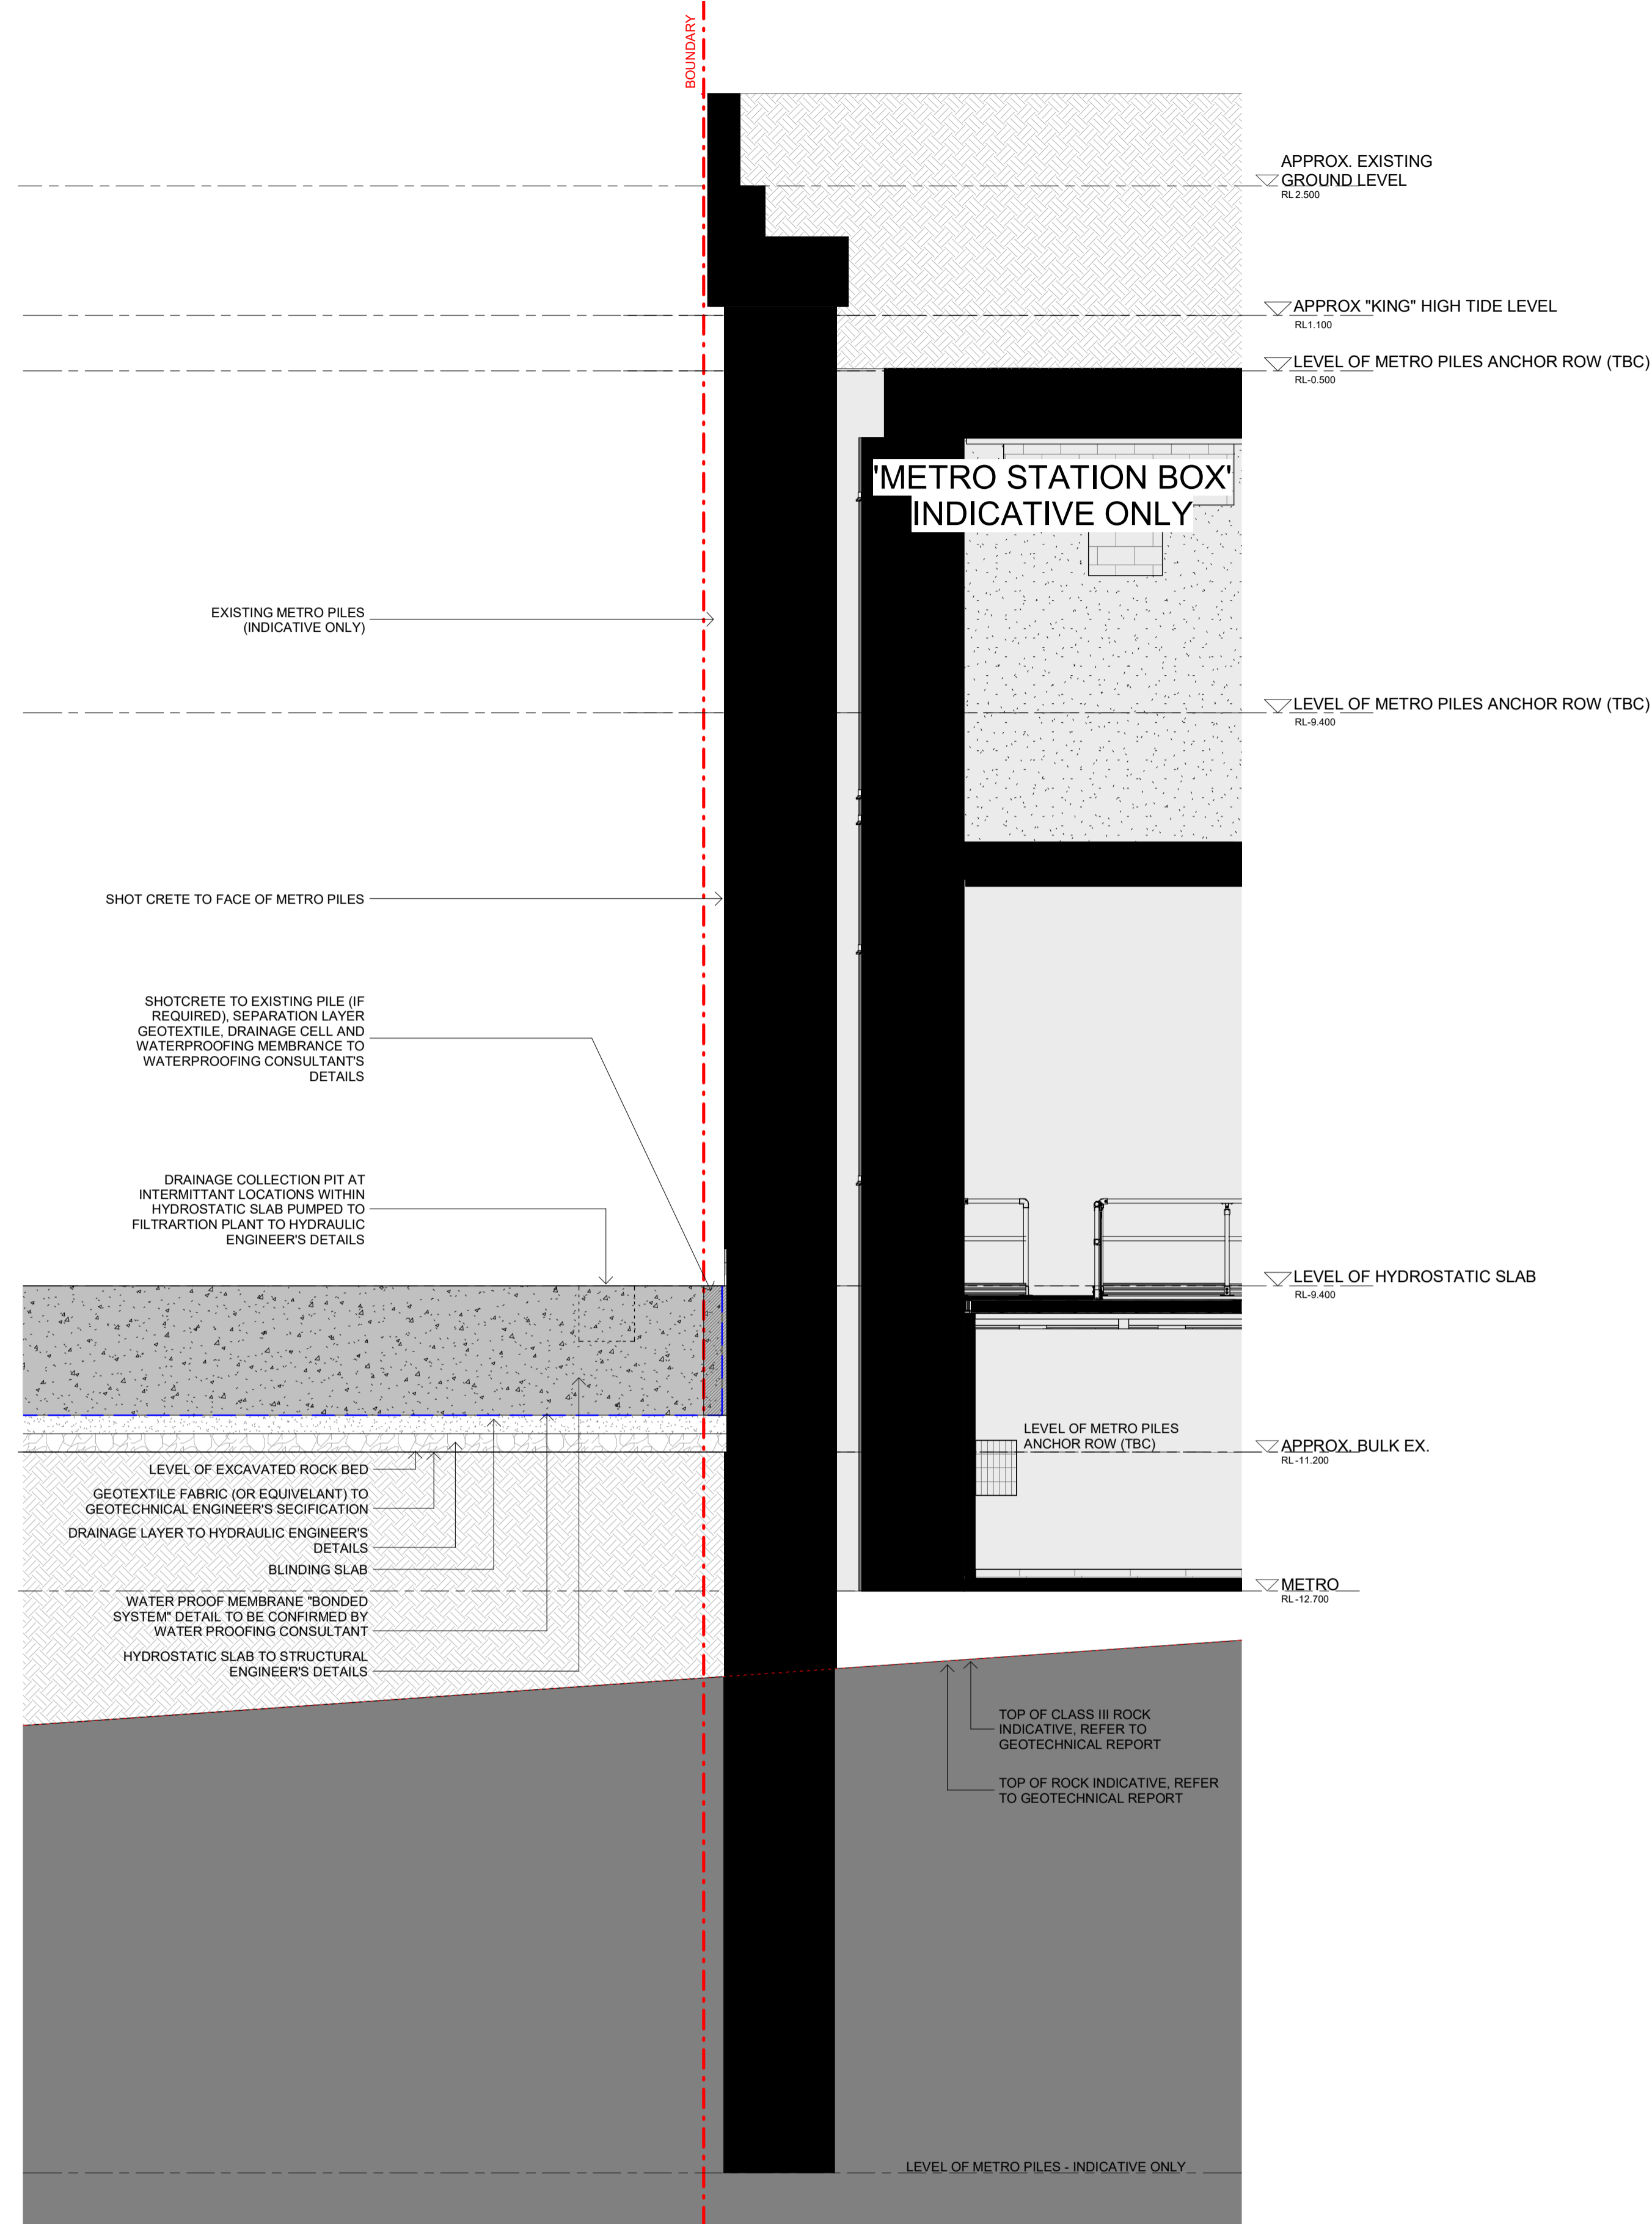 BOUNDARY
APPROX. EXISTING
GROUND LEVEL
RL 2.500
APPROX "KING" HIGH TIDE LEVEL
RL1.100
LEVEL OF METRO PILES ANCHOR ROW (TBC)
RL-0.500
'METRO STATION BOX'
INDICATIVE ONLY
EXISTING METRO PILES
(INDICATIVE ONLY)
LEVEL OF METRO PILES ANCHOR ROW (TBC)
RL-9.400
SHOT CRETE TO FACE OF METRO PILES
SHOTCRETE TO EXISTING PILE (IF
REQUIRED), SEPARATION LAYER
GEOTEXTILE, DRAINAGE CELL AND
WATERPROOFING MEMBRANCE TO
WATERPROOFING CONSULTANT'S
DETAILS
DRAINAGE COLLECTION PIT AT
INTERMITTANT LOCATIONS WITHIN
HYDROSTATIC SLAB PUMPED TO
FILTRARTION PLANT TO HYDRAULIC
ENGINEER'S DETAILS
LEVEL OF HYDROSTATIC SLAB
RL-9.400
LEVEL OF METRO PILES
ANCHOR ROW (TBC)
APPROX. BULK EX.
RL-11.200
LEVEL OF EXCAVATED ROCK BED
GEOTEXTILE FABRIC (OR EQUIVELANT) TO
GEOTECHNICAL ENGINEER'S SECIFICATION
DRAINAGE LAYER TO HYDRAULIC ENGINEER'S
DETAILS
BLINDING SLAB
METRO
RL-12.700
WATER PROOF MEMBRANE "BONDED
SYSTEM" DETAIL TO BE CONFIRMED BY
WATER PROOFING CONSULTANT
HYDROSTATIC SLAB TO STRUCTURAL
ENGINEER'S DETAILS
TOP OF CLASS III ROCK
INDICATIVE, REFER TO
GEOTECHNICAL REPORT
TOP OF ROCK INDICATIVE, REFER
TO GEOTECHNICAL REPORT
LEVEL OF METRO PILES - INDICATIVE ONLY